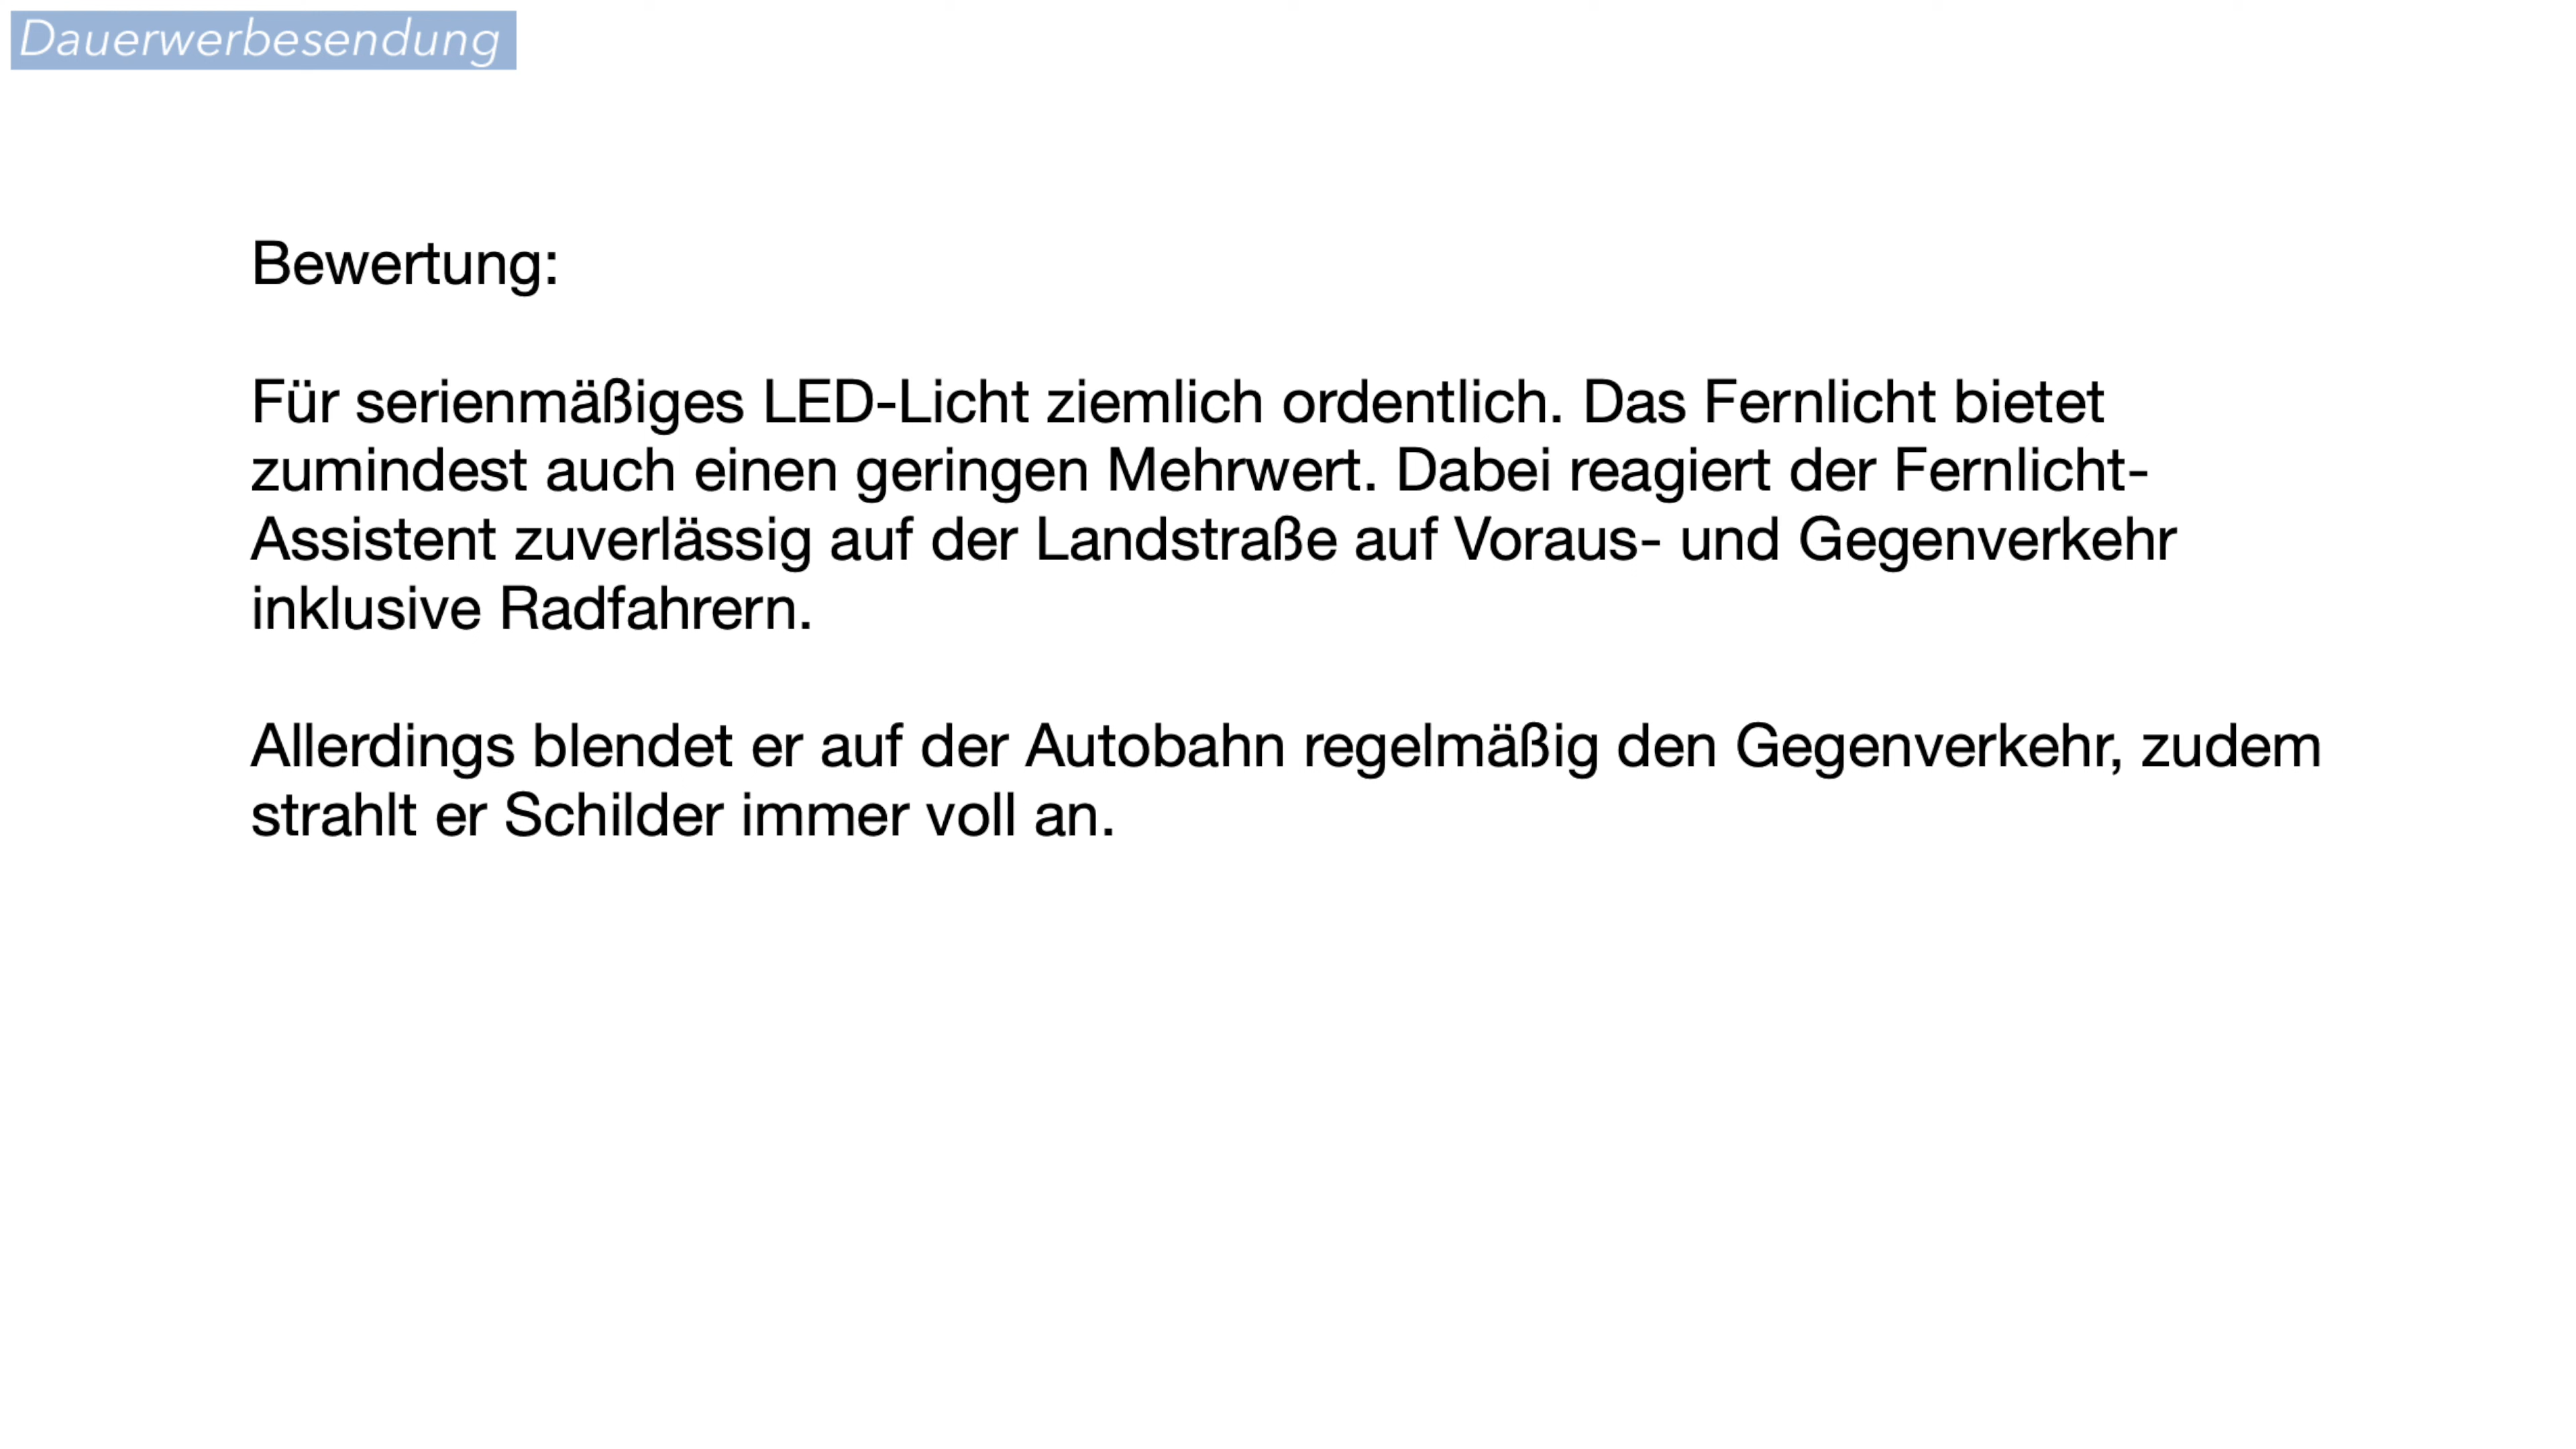 Dauerwerbesendung
Bewertung:
Für serienmäßiges LED-Licht ziemlich ordentlich. Das Fernlicht bietet
zumindest auch einen geringen Mehrwert. Dabei reagiert der Fernlicht-
Assistent zuverlässig auf der Landstraße auf Voraus- und Gegenverkehr
inklusive Radfahrern.
Allerdings blendet er auf der Autobahn regelmäßig den Gegenverkehr, zudem
strahlt er Schilder immer voll an.